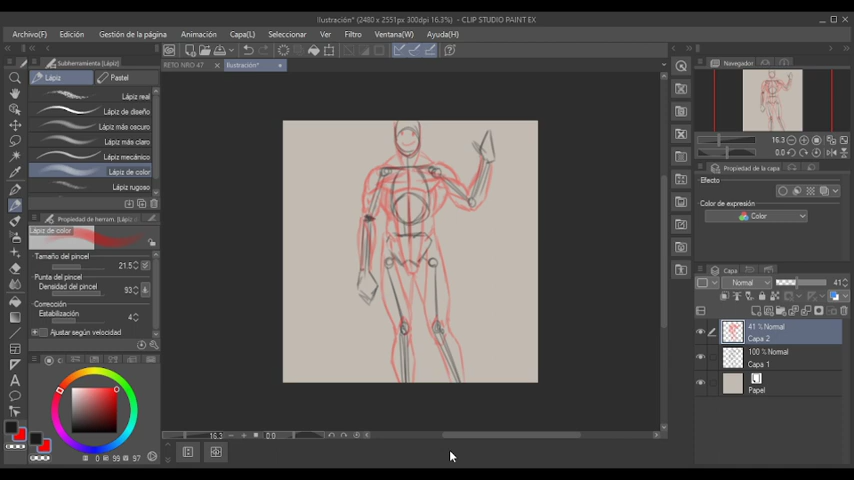 Ilustración* (2480 x 2551px 300dpi 16.3%) - CLIP STUDIO PAINT EX
Archivo(F) Edición Gestión de la página Animación Capa(L) Seleccionar Ver Filtro Ventana(W) Ayuda(H)
Subherramienta [Lápiz]
RETO NRO 47
Ilustración*
Navegador
Lápiz
Pastel
Lápiz real
Lápiz de diseño
Lápiz más oscuro
Lápiz más claro
Lápiz mecánico
Lápiz de color
Lápiz rugoso
16.3
0.0
Propiedad de la capa
Efecto
Color de expresión
Color
Propiedad de herram. [Lápiz
Lápiz de color
Tamaño del pincel
21.5
Punta del pincel
Densidad del pincel
93
Corrección
Estabilización
4
Ajustar según velocidad
Capa
Normal
41
41 % Normal
Capa 2
100 % Normal
Capa 1
Papel
16.3
0.0
0
99
97